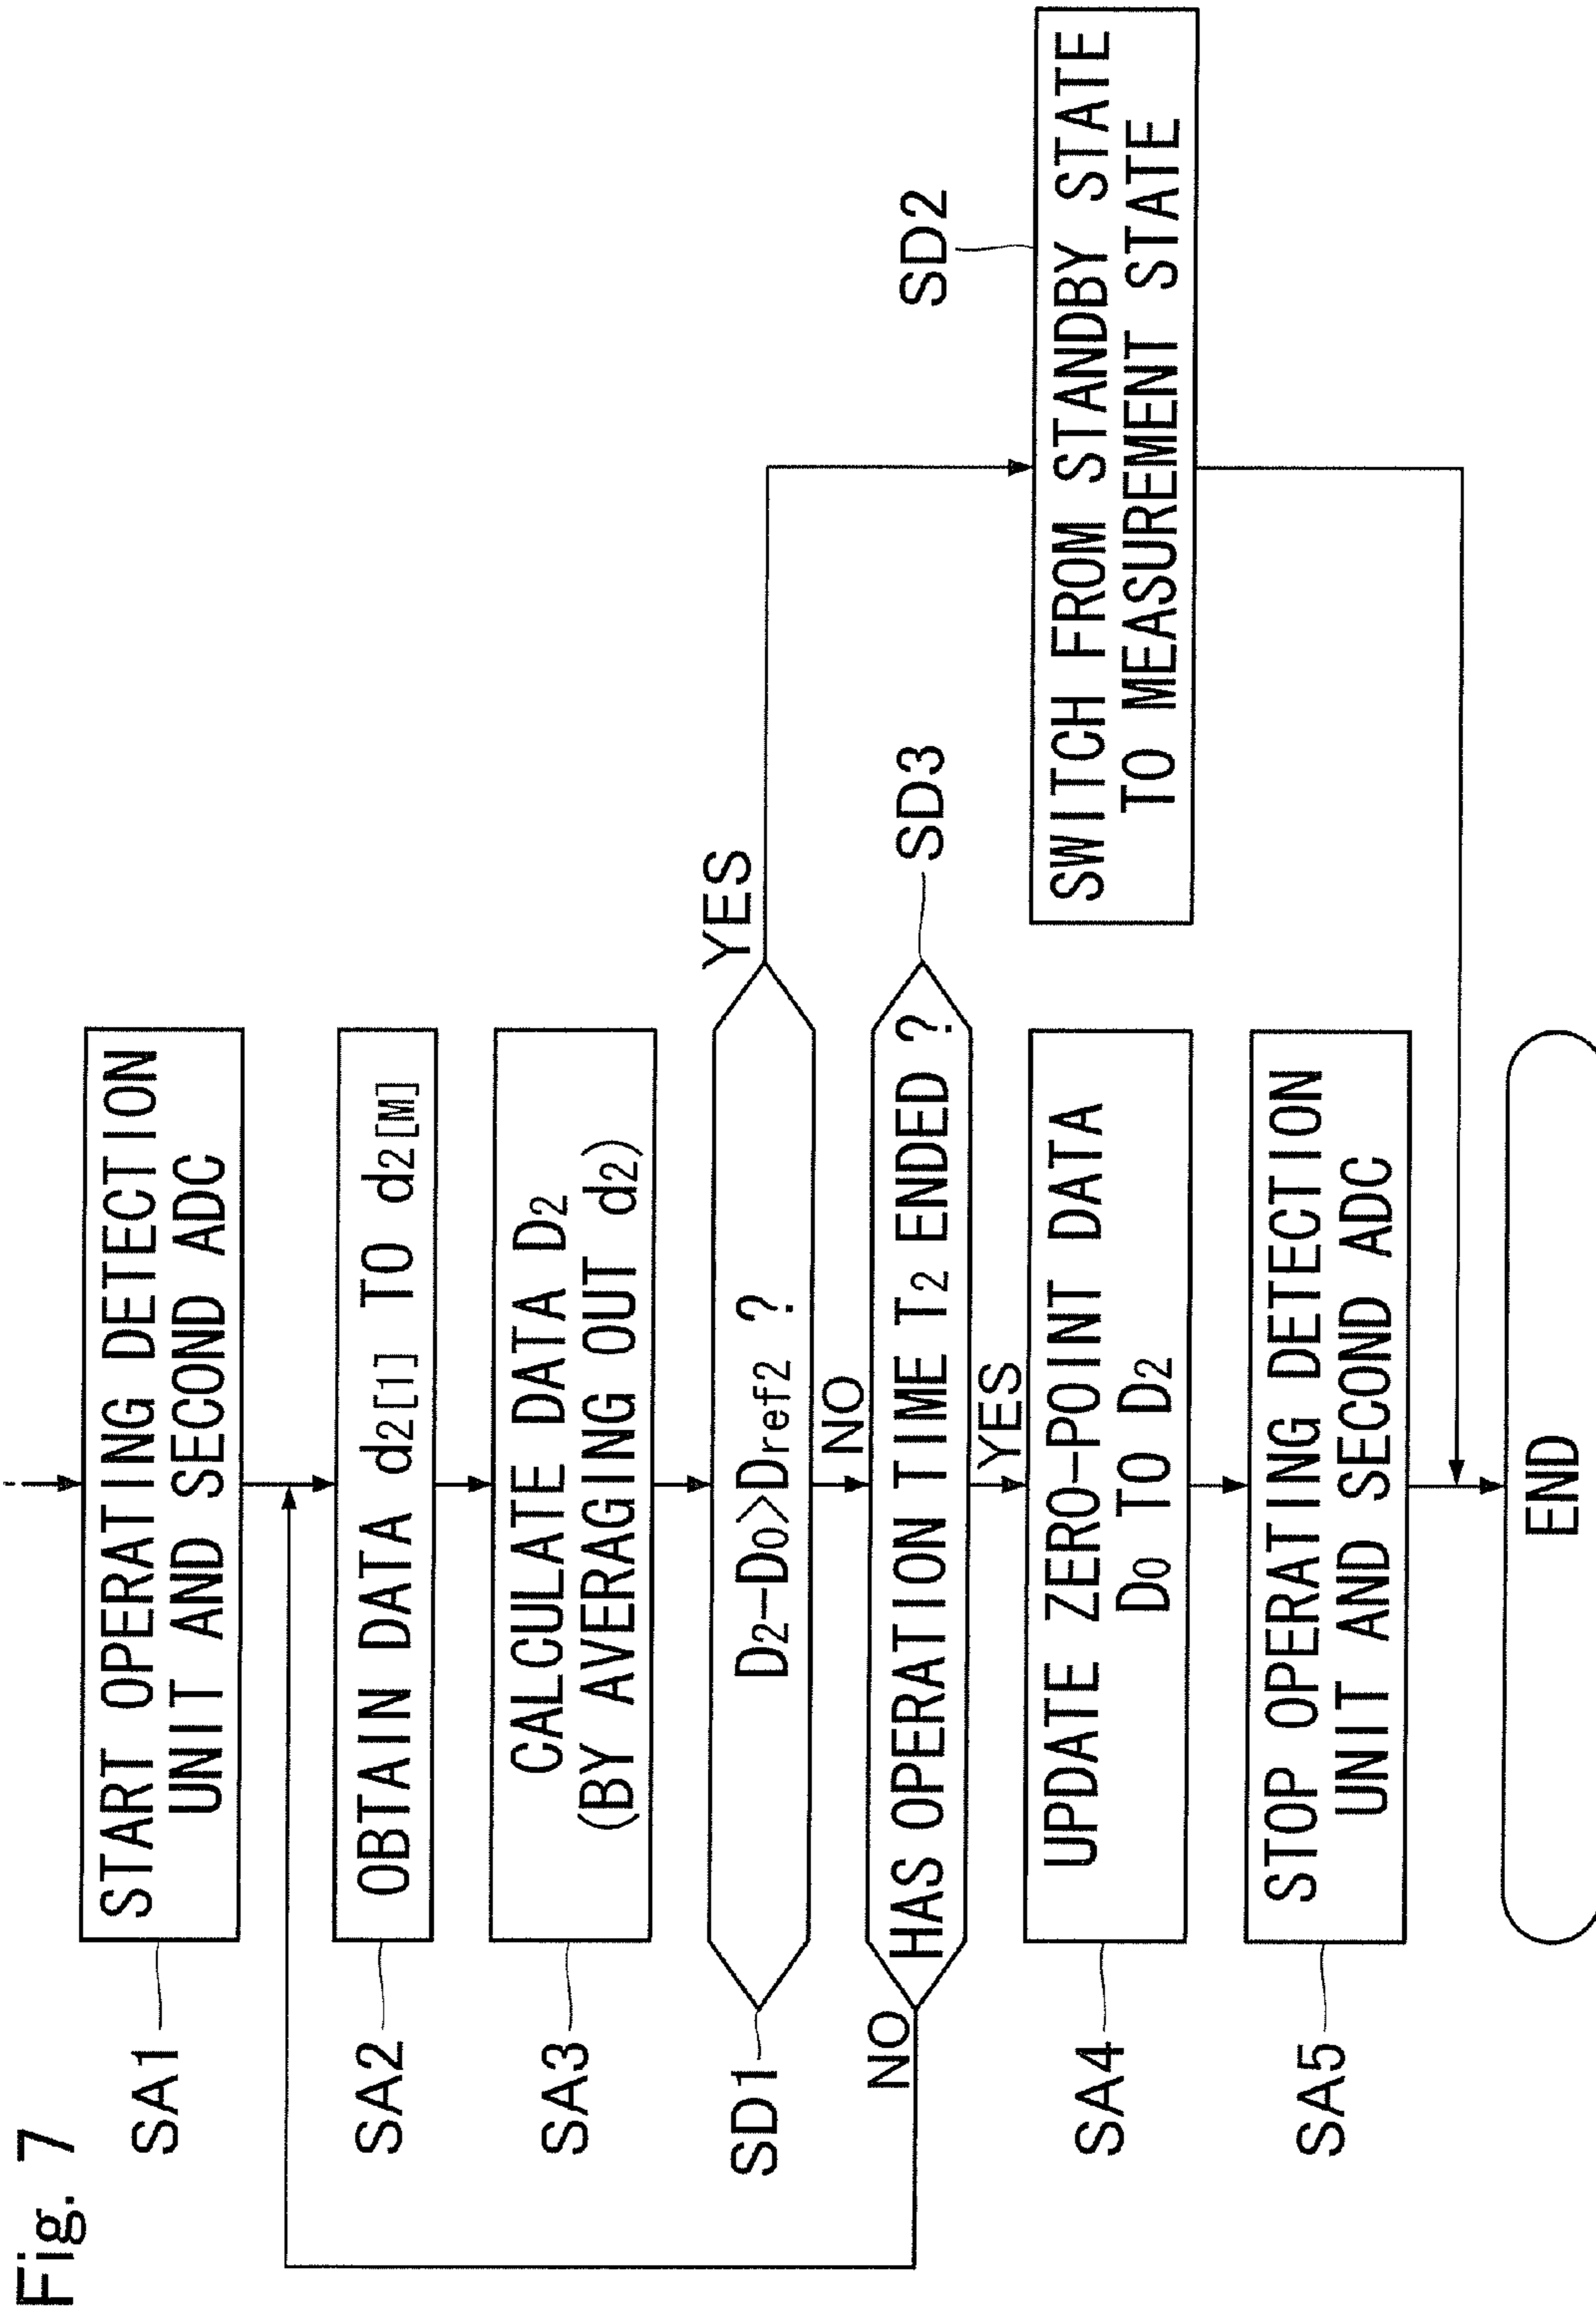 Fig. 7
SA1
START OPERATING DETECTION
UNIT AND SECOND ADC
SA2
OBTAIN DATA d2[1] TO d2[M]
SA3
CALCULATE DATA D2
(BY AVERAGING OUT d2)
SD1
D2-D0>Dref2 ?
YES
NO
SD2
SWITCH FROM STANDBY STATE
TO MEASUREMENT STATE
SD3
HAS OPERATION TIME T2 ENDED ?
NO
YES
SA4
UPDATE ZERO-POINT DATA
D0 TO D2
SA5
STOP OPERATING DETECTION
UNIT AND SECOND ADC
END